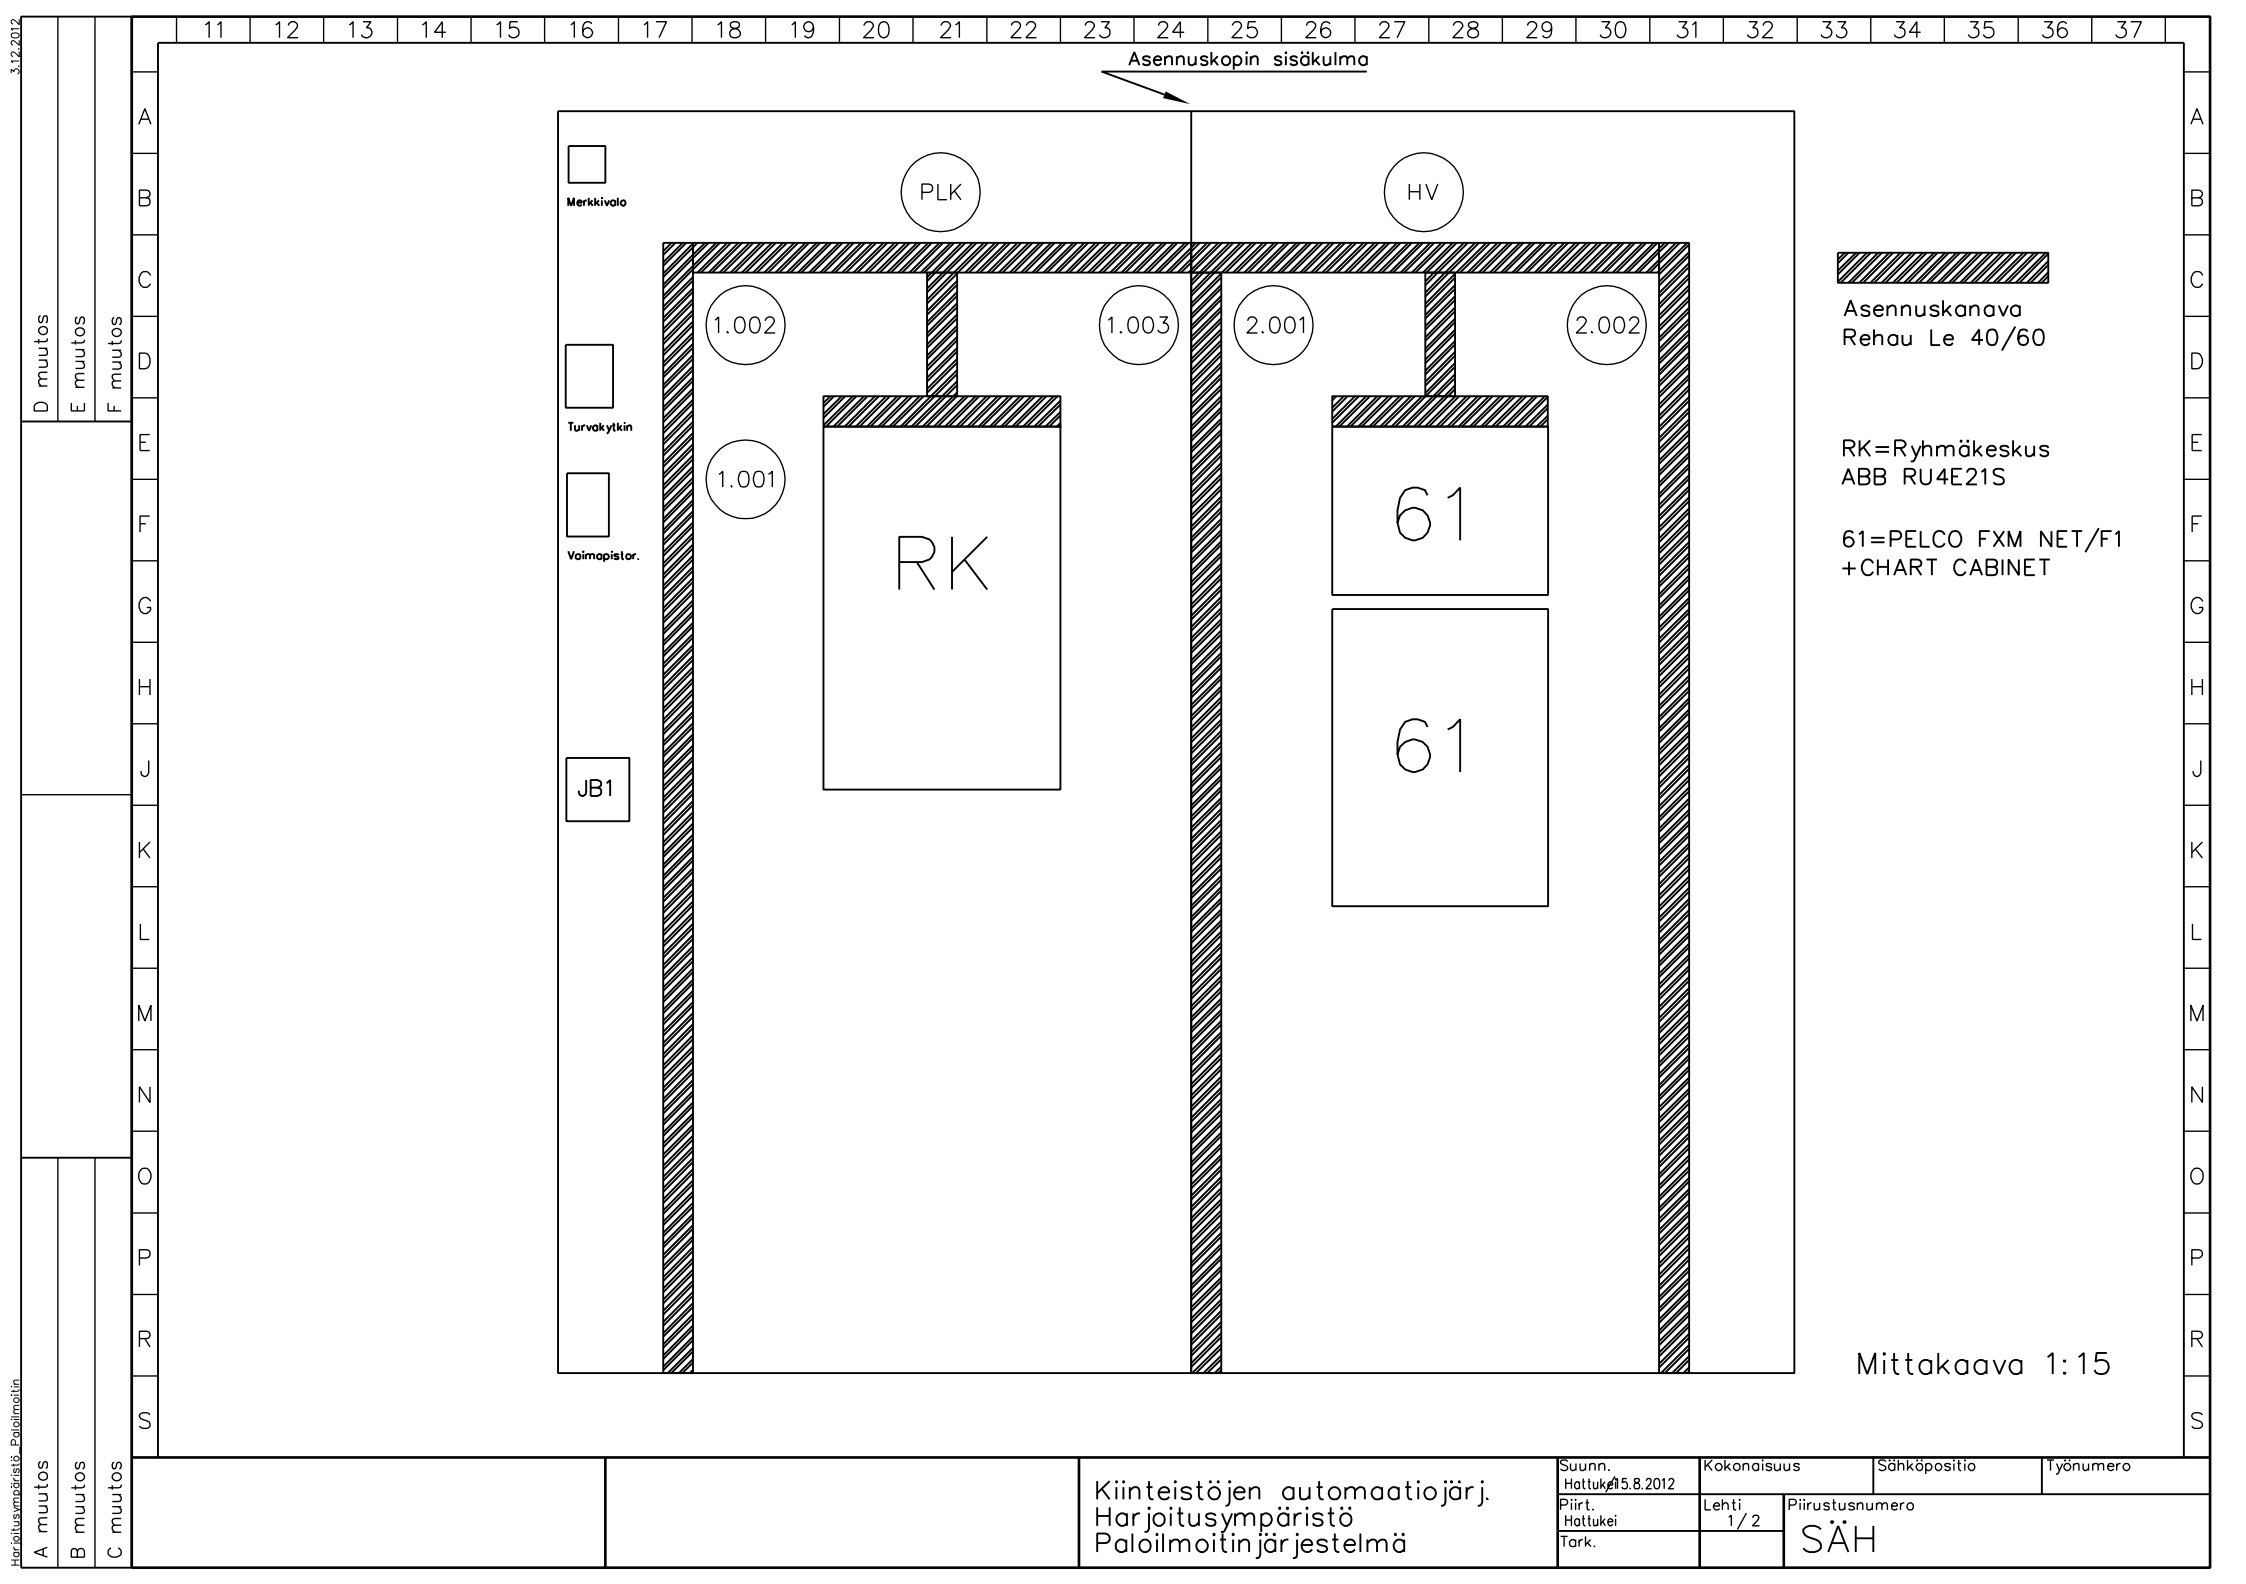 3.12.2012
11 12 13 14 15 16 17 18 19 20 21 22 23 24 25 26 27 28 29 30 31 32 33 34 35 36 37
Asennuskopin sisäkulma
A A
B B
C C
D D
E E
F F
G G
H H
J J
K K
L L
M M
N N
O O
P P
R R
S S
D muutos
E muutos
F muutos
Merkkivalo
PLK
HV
1.002
1.003
2.001
2.002
Turvakytkin
1.001
Voimapistor.
RK
61
61
JB1
Asennuskanava
Rehau Le 40/60
RK=Ryhmäkeskus
ABB RU4E21S
61=PELCO FXM NET/F1
+CHART CABINET
Mittakaava 1:15
Harjoitusympäristö_Paloilmoitin
A muutos
B muutos
C muutos
Kiinteistöjen automaatiojärj.
Harjoitusympäristö
Paloilmoitinjärjestelmä
Suunn.
Hattukei/15.8.2012
Piirt.
Hattukei
Tark.
Kokonaisuus
Sähköpositio
Työnumero
Lehti
1/2
Piirustusnumero
SÄH